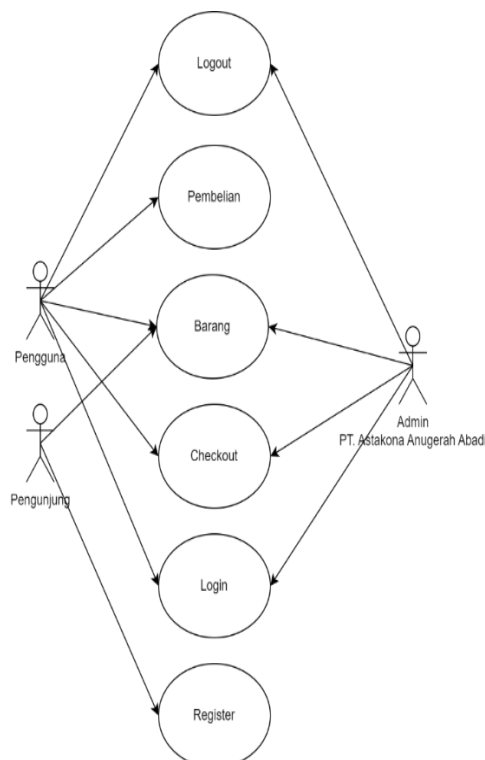 Logout
Pembelian
Barang
Pengguna
Admin
PT. Astakona Anugerah Abadi
Checkout
Pengunjung
Login
Register